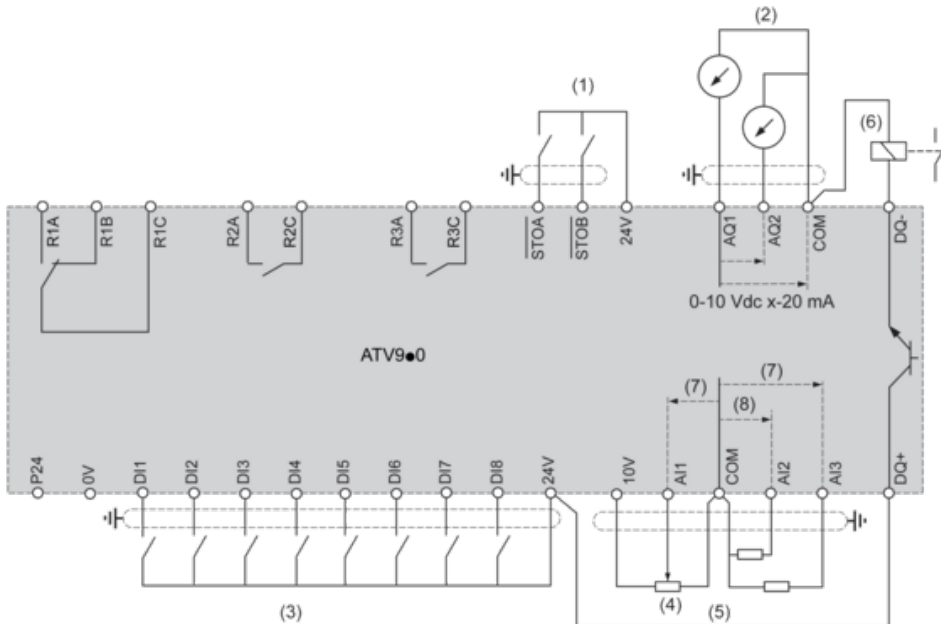 (2)
(1)
(6)
R1A
R1B
R1C
R2A
R2C
R3A
R3C
STOA
STOB
24V
AQ1
AQ2
COM
DQ-
0-10 Vdc x-20 mA
ATV9●0
(7)
(7)
(8)
P24
0V
DI1
DI2
DI3
DI4
DI5
DI6
DI7
DI8
24V
10V
AI1
COM
AI2
AI3
DQ+
(3)
(4)
(5)